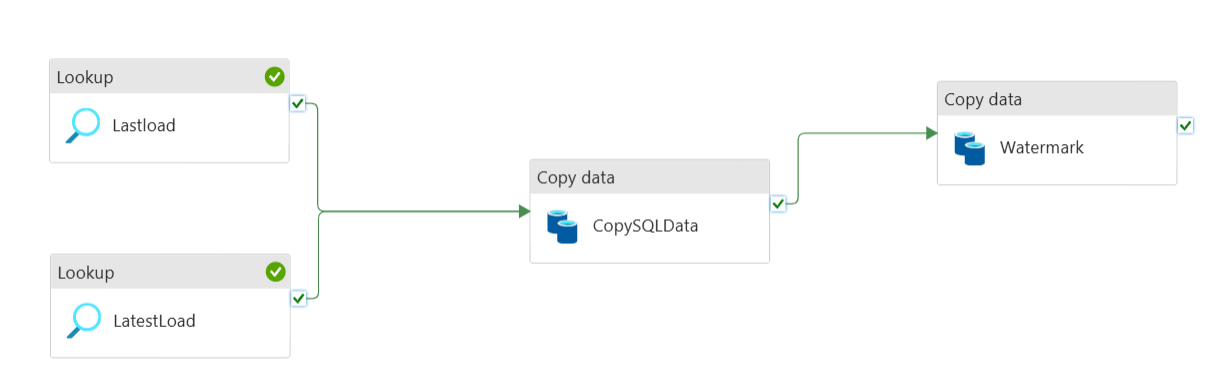 Lookup
Lastload
Lookup
LatestLoad
Copy data
CopySQLData
Copy data
Watermark